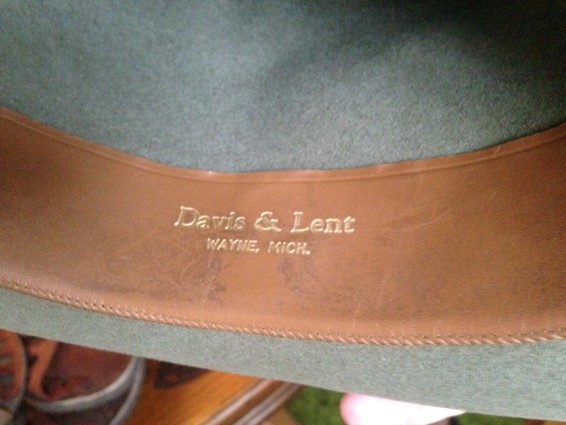 Davis & Lent
WAYNE, MICH.